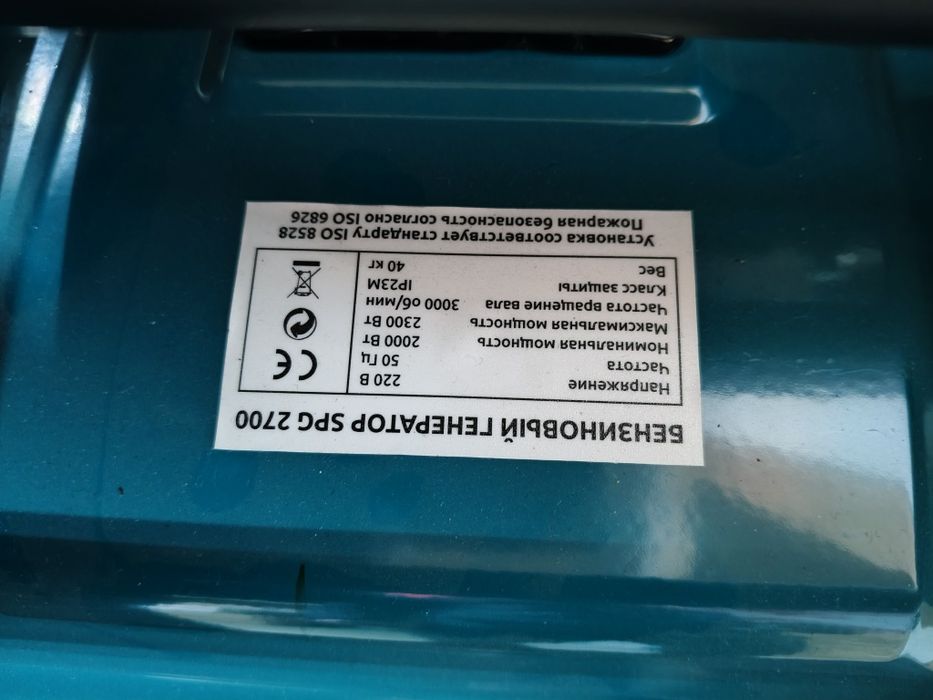 БЕНЗИНОВЫЙ ГЕНЕРАТОР SPG 2700
Напряжение 220 В
Частота 50 Гц
Номинальная мощность 2000 Вт
Максимальная мощность 2300 Вт
Частота вращение вала 3000 об/мин
Класс защиты IP23M
Вес 40 кг
CE
Установка соответствует стандарту ISO 8528
Пожарная безопасность согласно ISO 6826